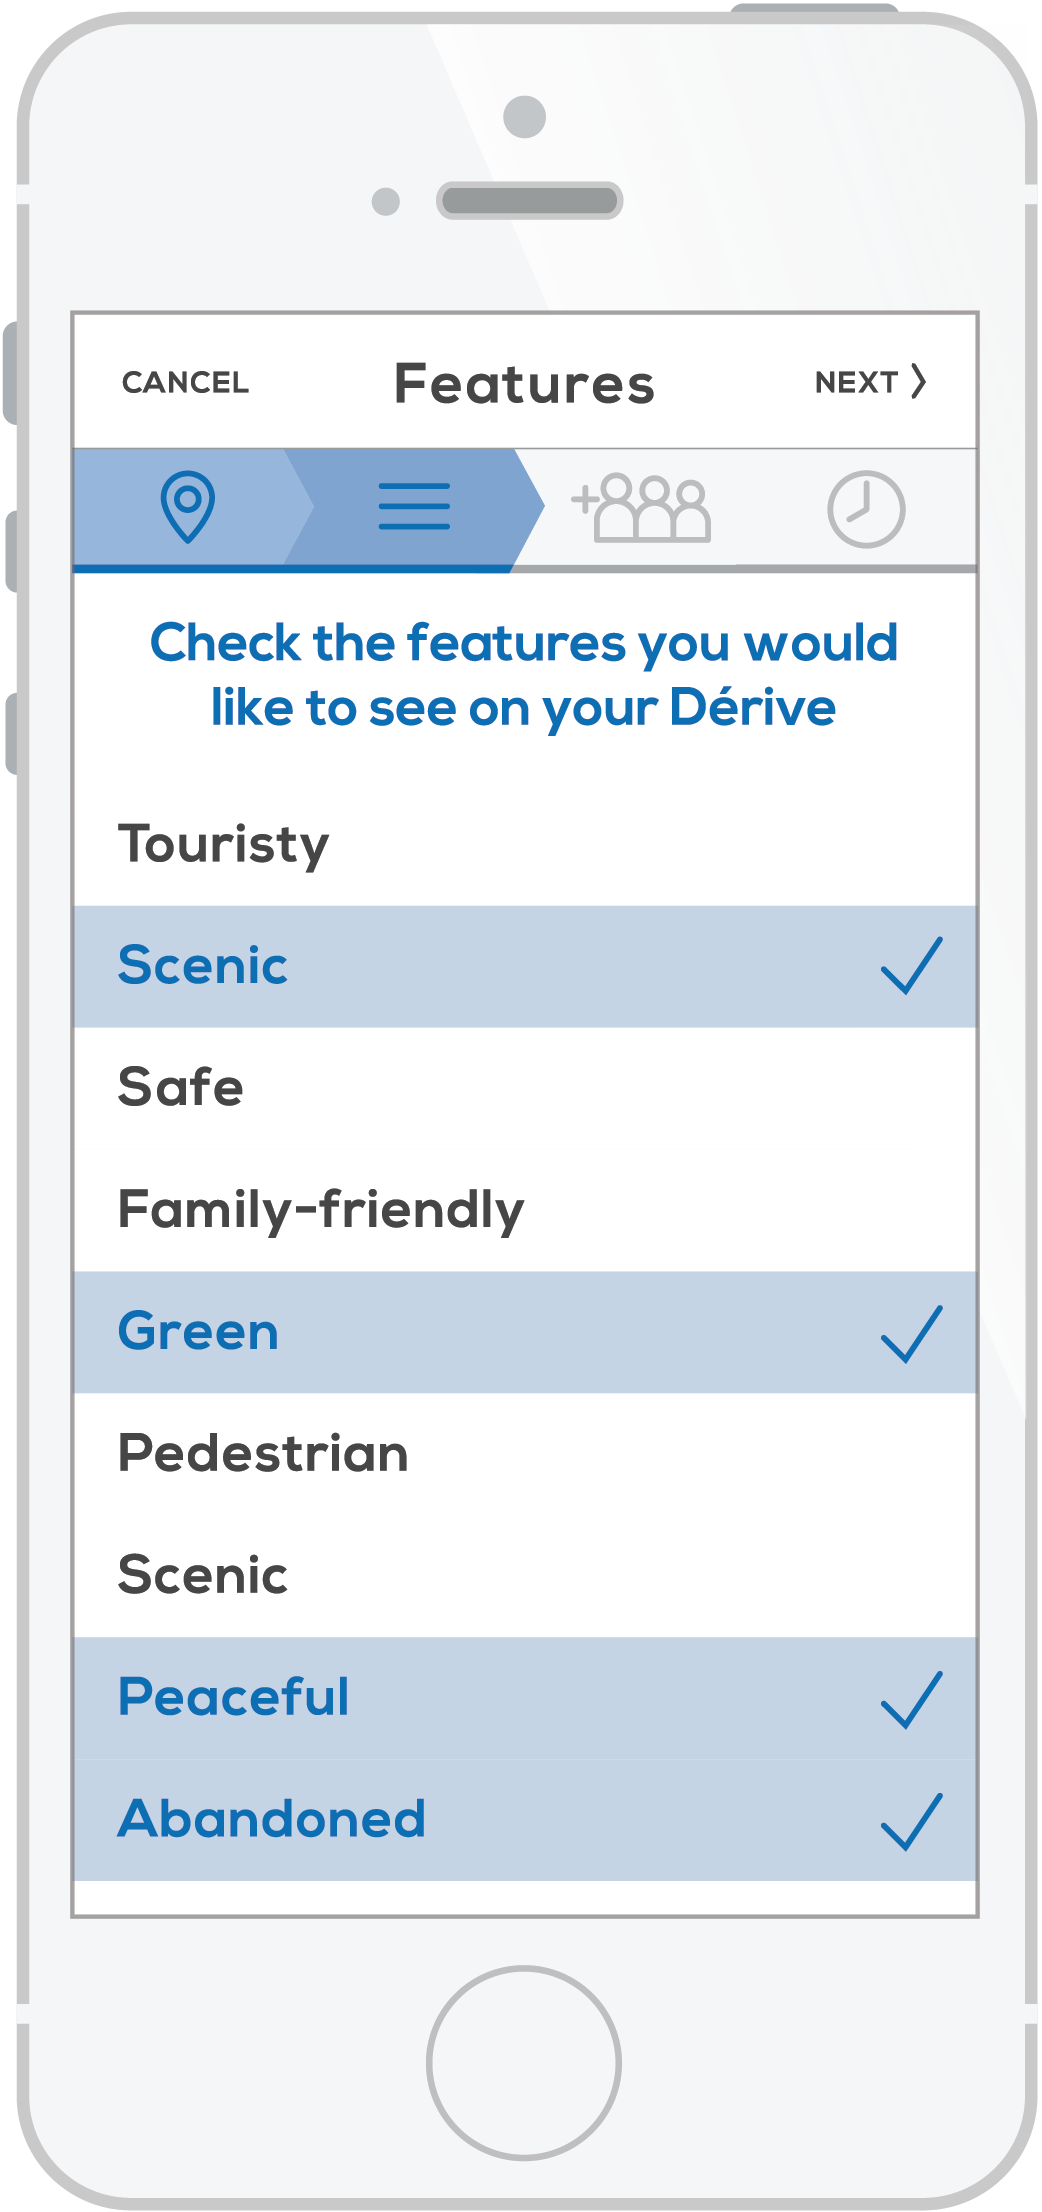 CANCEL Features NEXT
Check the features you would
like to see on your Dérive
Touristy
Scenic
Safe
Family-friendly
Green
Pedestrian
Scenic
Peaceful
Abandoned